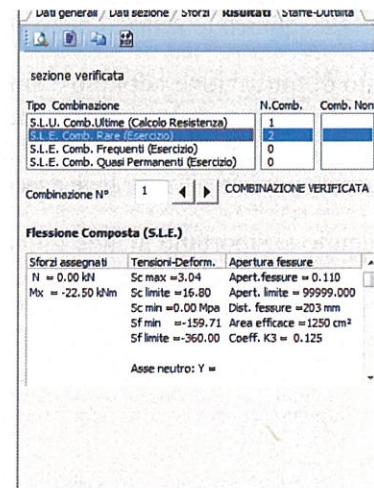 Dati generali / Dati sezione / Sforzi / Risultati \ Staffe-Duttilità
sezione verificata
Tipo Combinazione N.Comb. Comb. Non
S.L.U. Comb.Ultime (Calcolo Resistenza) 1
S.L.E. Comb. Rare (Esercizio) 2
S.L.E. Comb. Frequenti (Esercizio) 0
S.L.E. Comb. Quasi Permanenti (Esercizio) 0
Combinazione N° 1 COMBINAZIONE VERIFICATA
Flessione Composta (S.L.E.)
Sforzi assegnati Tensioni-Deform. Apertura fessure
N = 0.00 kN Sc max =3.04 Apert.fessure = 0.110
Mx = -22.50 kNm Sc limite =16.80 Apert. limite = 99999.000
Sc min =0.00 Mpa Dist. fessure =203 mm
Sf min =-159.71 Area efficace =1250 cm²
Sf limite =-360.00 Coeff. K3 = 0.125
Asse neutro: Y =